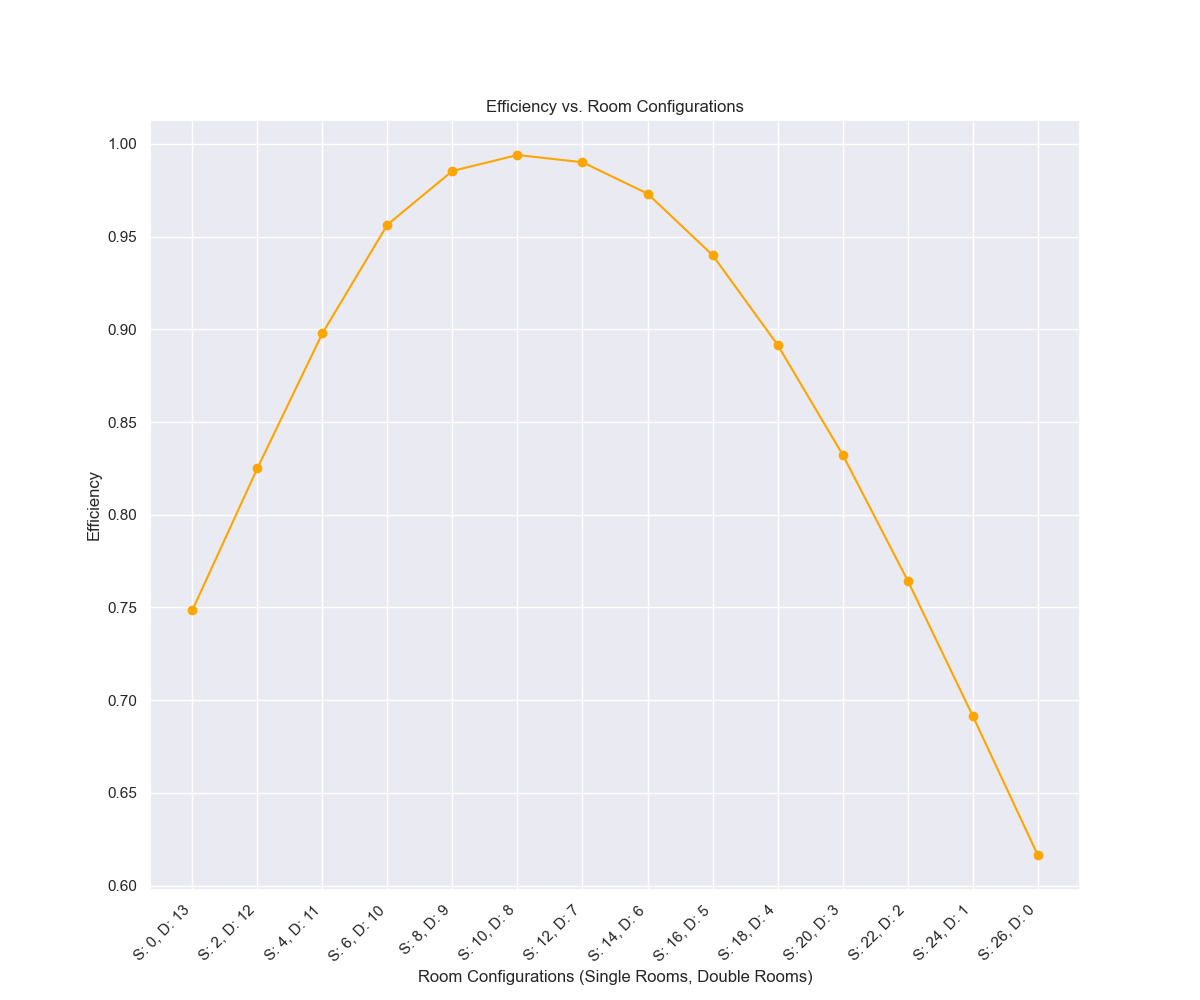 Efficiency vs. Room Configurations
Efficiency
1.00
0.95
0.90
0.85
0.80
0.75
0.70
0.65
0.60
S: 0, D: 13
S: 2, D: 12
S: 4, D: 11
S: 6, D: 10
S: 8, D: 9
S: 10, D: 8
S: 12, D: 7
S: 14, D: 6
S: 16, D: 5
S: 18, D: 4
S: 20, D: 3
S: 22, D: 2
S: 24, D: 1
S: 26, D: 0
Room Configurations (Single Rooms, Double Rooms)